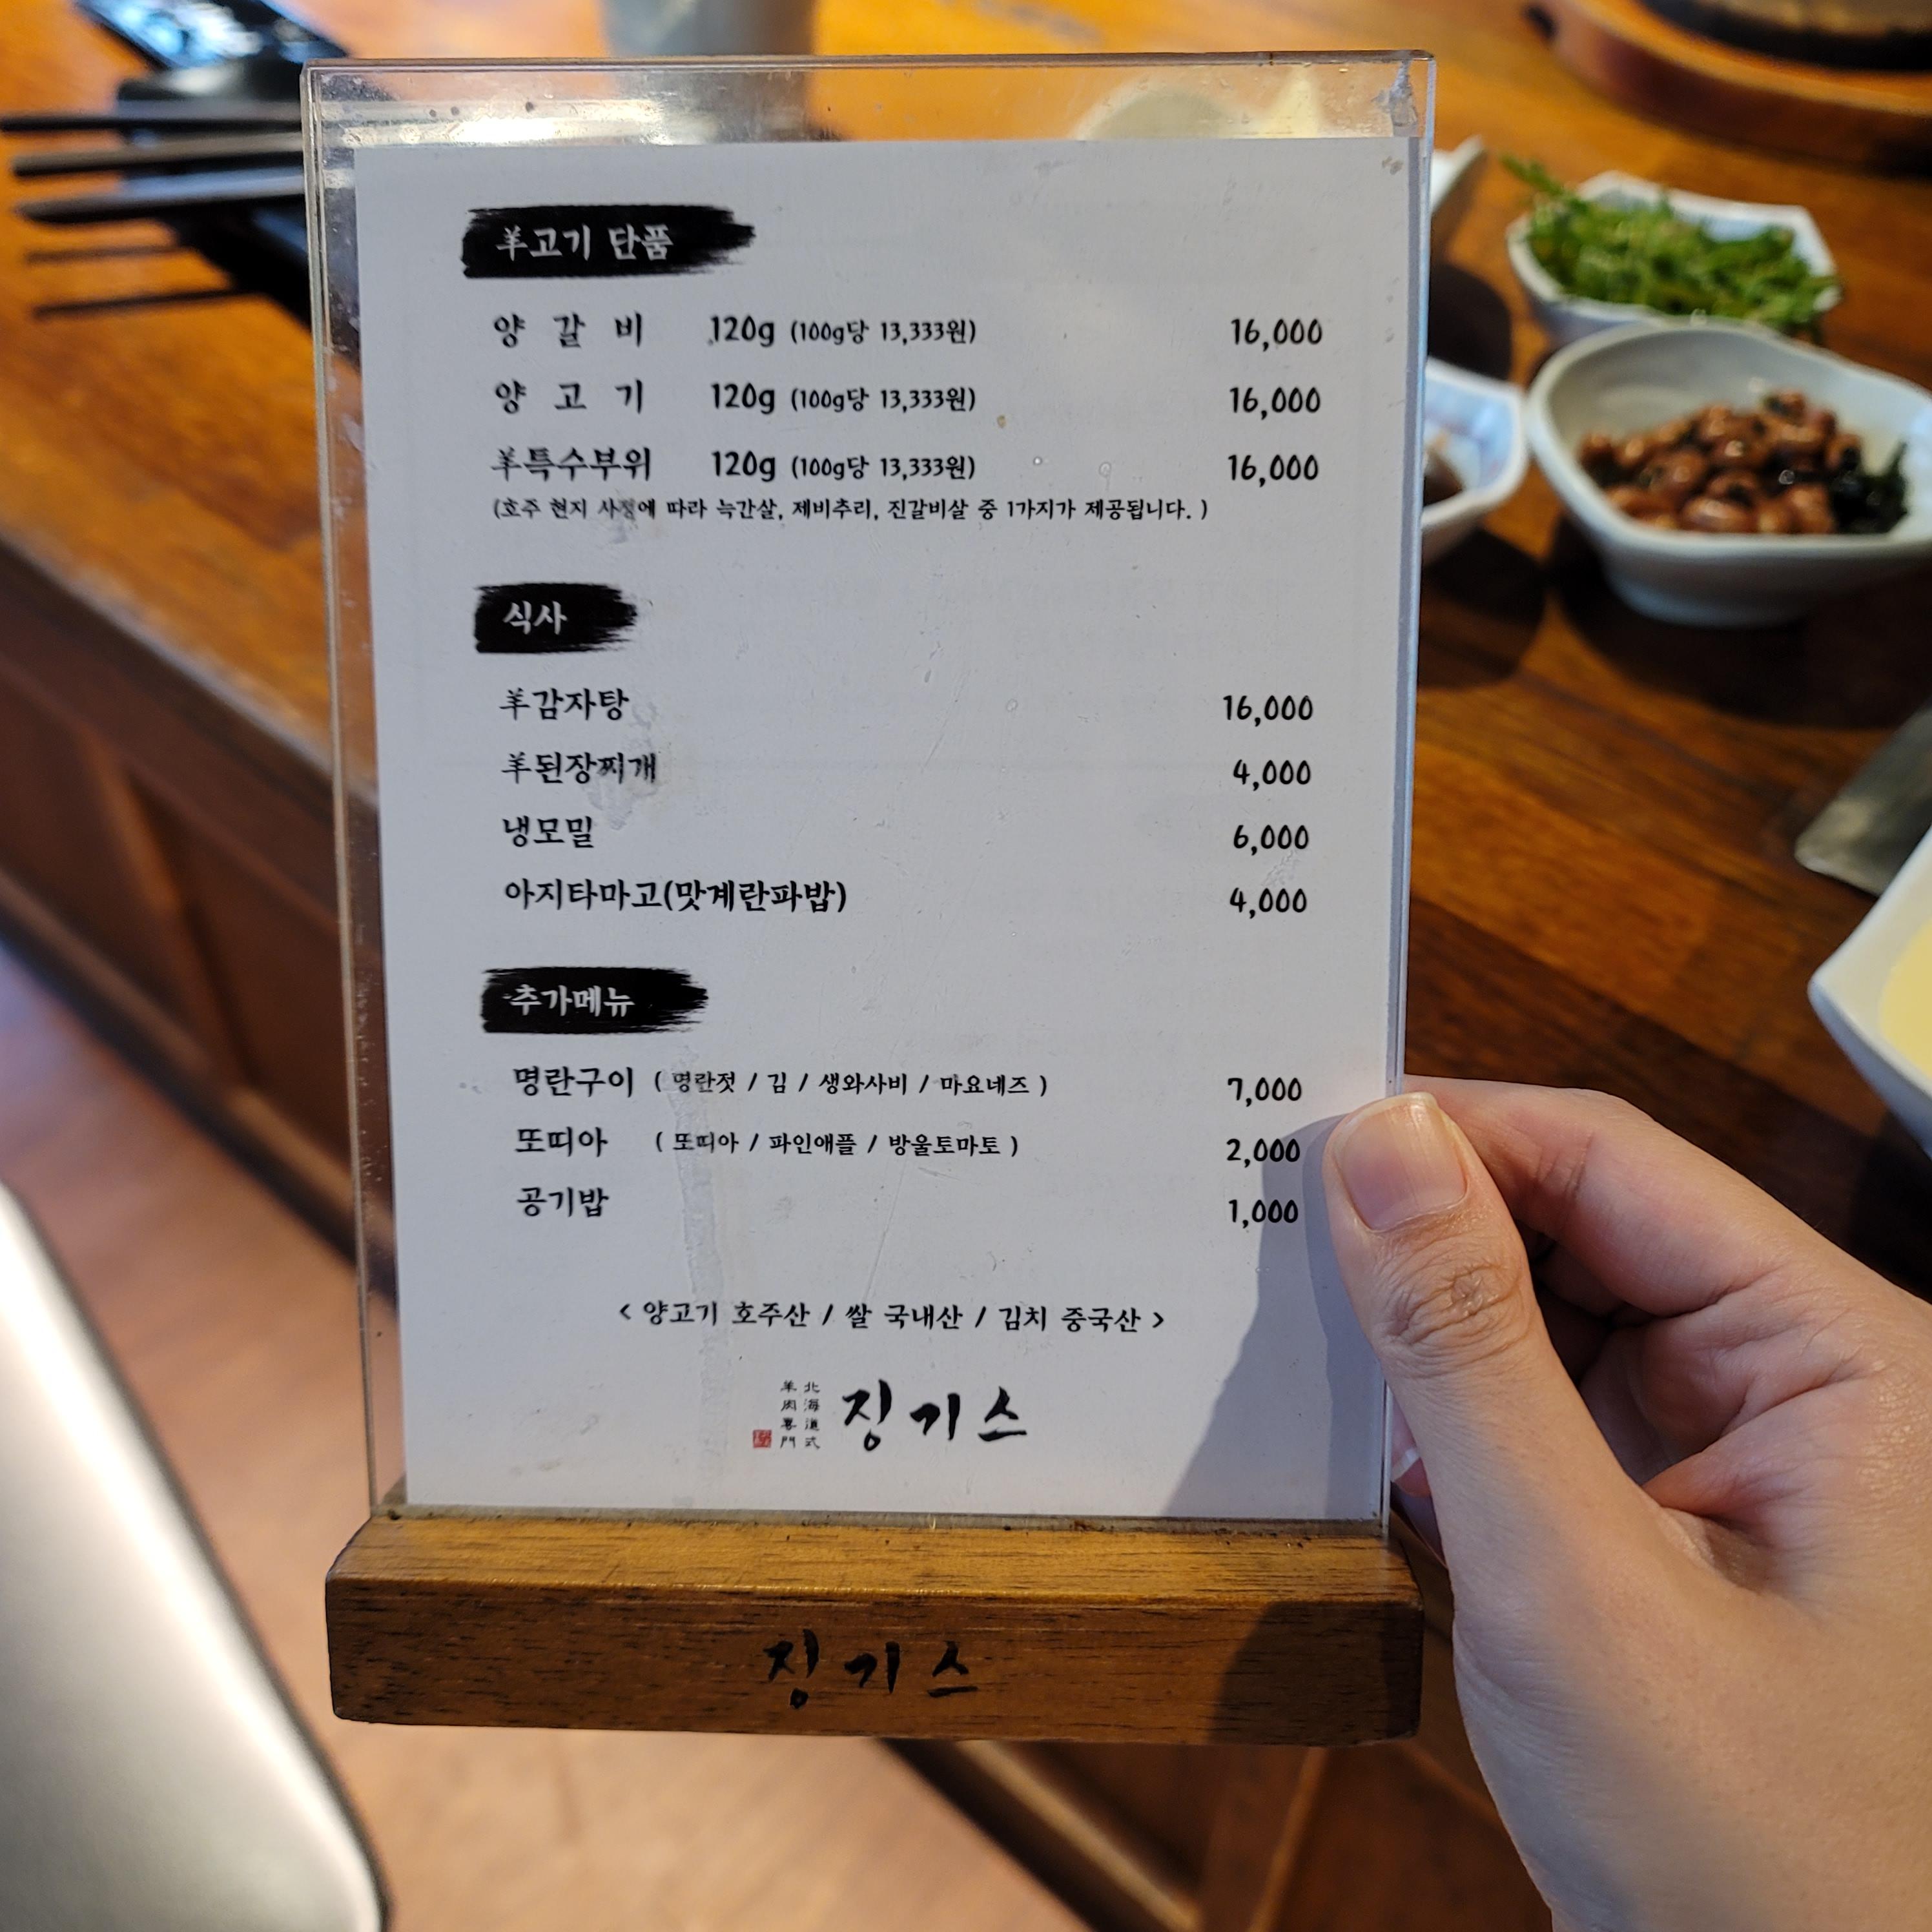 羊고기 단품
양 갈 비 120g (100g당 13,333원) 16,000
양 고 기 120g (100g당 13,333원) 16,000
羊특수부위 120g (100g당 13,333원) 16,000
(호주 현지 사정에 따라 늑간살, 제비추리, 진갈비살 중 1가지가 제공됩니다. )
식사
羊감자탕 16,000
羊된장찌개 4,000
냉모밀 6,000
아지타마고(맛계란파밥) 4,000
추가메뉴
명란구이 ( 명란젓 / 김 / 생와사비 / 마요네즈 ) 7,000
또띠아 ( 또띠아 / 파인애플 / 방울토마토 ) 2,000
공기밥 1,000
< 양고기 호주산 / 쌀 국내산 / 김치 중국산 >
北海道式
羊肉專門
징기스
징기스